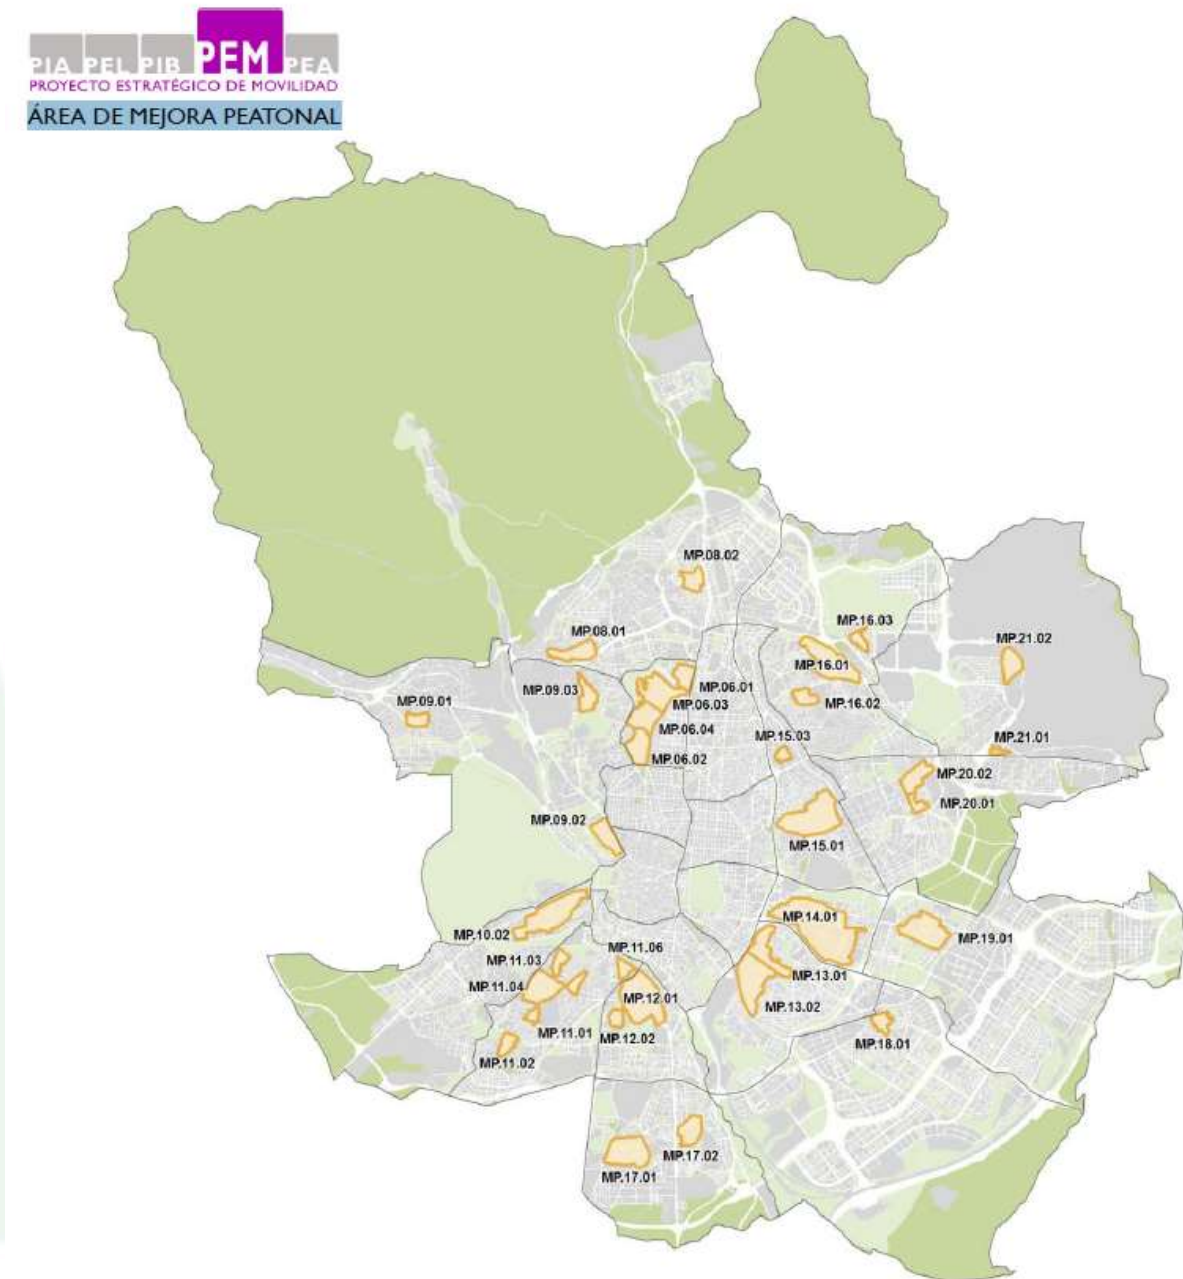 PIA PEL PIB PEM PEA
PROYECTO ESTRATÉGICO DE MOVILIDAD
ÁREA DE MEJORA PEATONAL
MP.08.02
MP.16.03
MP.08.01
MP.21.02
MP.16.01
MP.09.03
MP.06.01
MP.09.01
MP.06.03
MP.16.02
MP.06.04
MP.15.03
MP.21.01
MP.06.02
MP.20.02
MP.20.01
MP.09.02
MP.15.01
MP.14.01
MP.10.02
MP.19.01
MP.11.06
MP.11.03
MP.13.01
MP.11.04
MP.12.01
MP.13.02
MP.11.01
MP.12.02
MP.18.01
MP.11.02
MP.17.02
MP.17.01